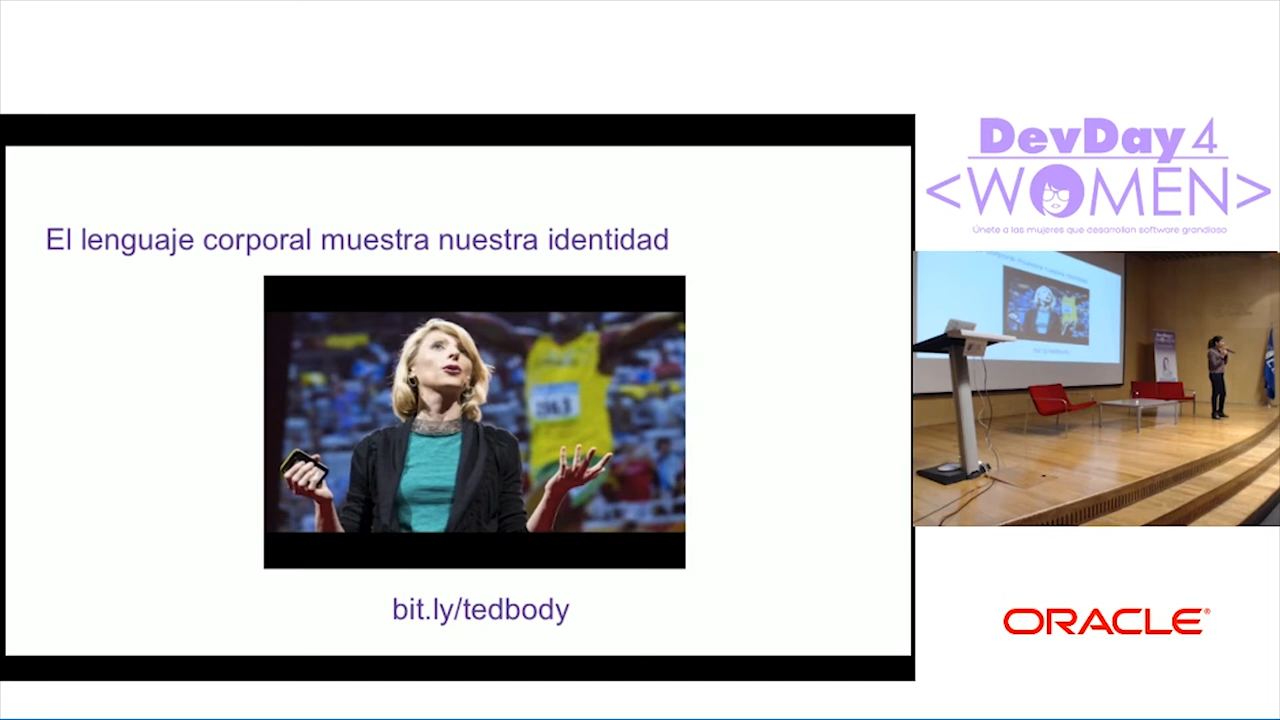 El lenguaje corporal muestra nuestra identidad
bit.ly/tedbody
DevDay4
<WOMEN>
Únete a las mujeres que desarrollan software grandioso
ORACLE®